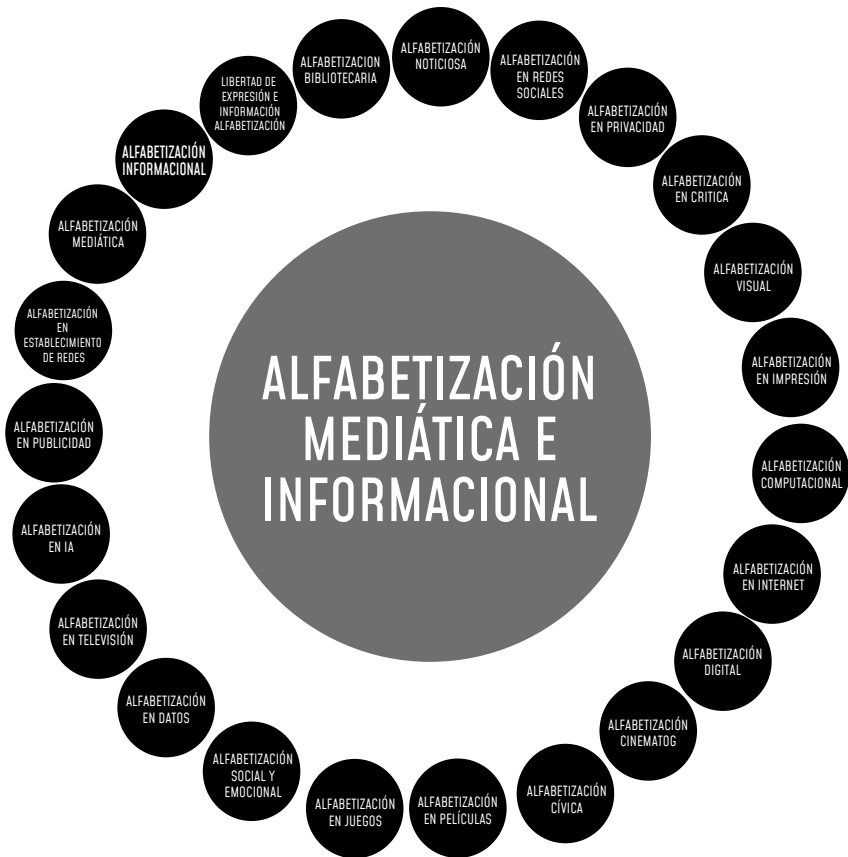 ALFABETIZACIÓN
NOTICIOSA
ALFABETIZACIÓN
EN REDES
SOCIALES
ALFABETIZACIÓN
EN PRIVACIDAD
ALFABETIZACIÓN
EN CRITICA
ALFABETIZACIÓN
VISUAL
ALFABETIZACIÓN
EN IMPRESIÓN
ALFABETIZACIÓN
COMPUTACIONAL
ALFABETIZACIÓN
EN INTERNET
ALFABETIZACIÓN
DIGITAL
ALFABETIZACIÓN
CINEMATOG
ALFABETIZACIÓN
CÍVICA
ALFABETIZACIÓN
EN PELÍCULAS
ALFABETIZACIÓN
EN JUEGOS
ALFABETIZACIÓN
SOCIAL Y
EMOCIONAL
ALFABETIZACIÓN
EN DATOS
ALFABETIZACIÓN
EN TELEVISIÓN
ALFABETIZACIÓN
EN IA
ALFABETIZACIÓN
EN PUBLICIDAD
ALFABETIZACIÓN
EN
ESTABLECIMIENTO
DE REDES
ALFABETIZACIÓN
MEDIÁTICA
ALFABETIZACIÓN
INFORMACIONAL
LIBERTAD DE
EXPRESIÓN E
INFORMACIÓN
ALFABETIZACIÓN
ALFABETIZACION
BIBLIOTECARIA
ALFABETIZACIÓN
MEDIÁTICA E
INFORMACIONAL